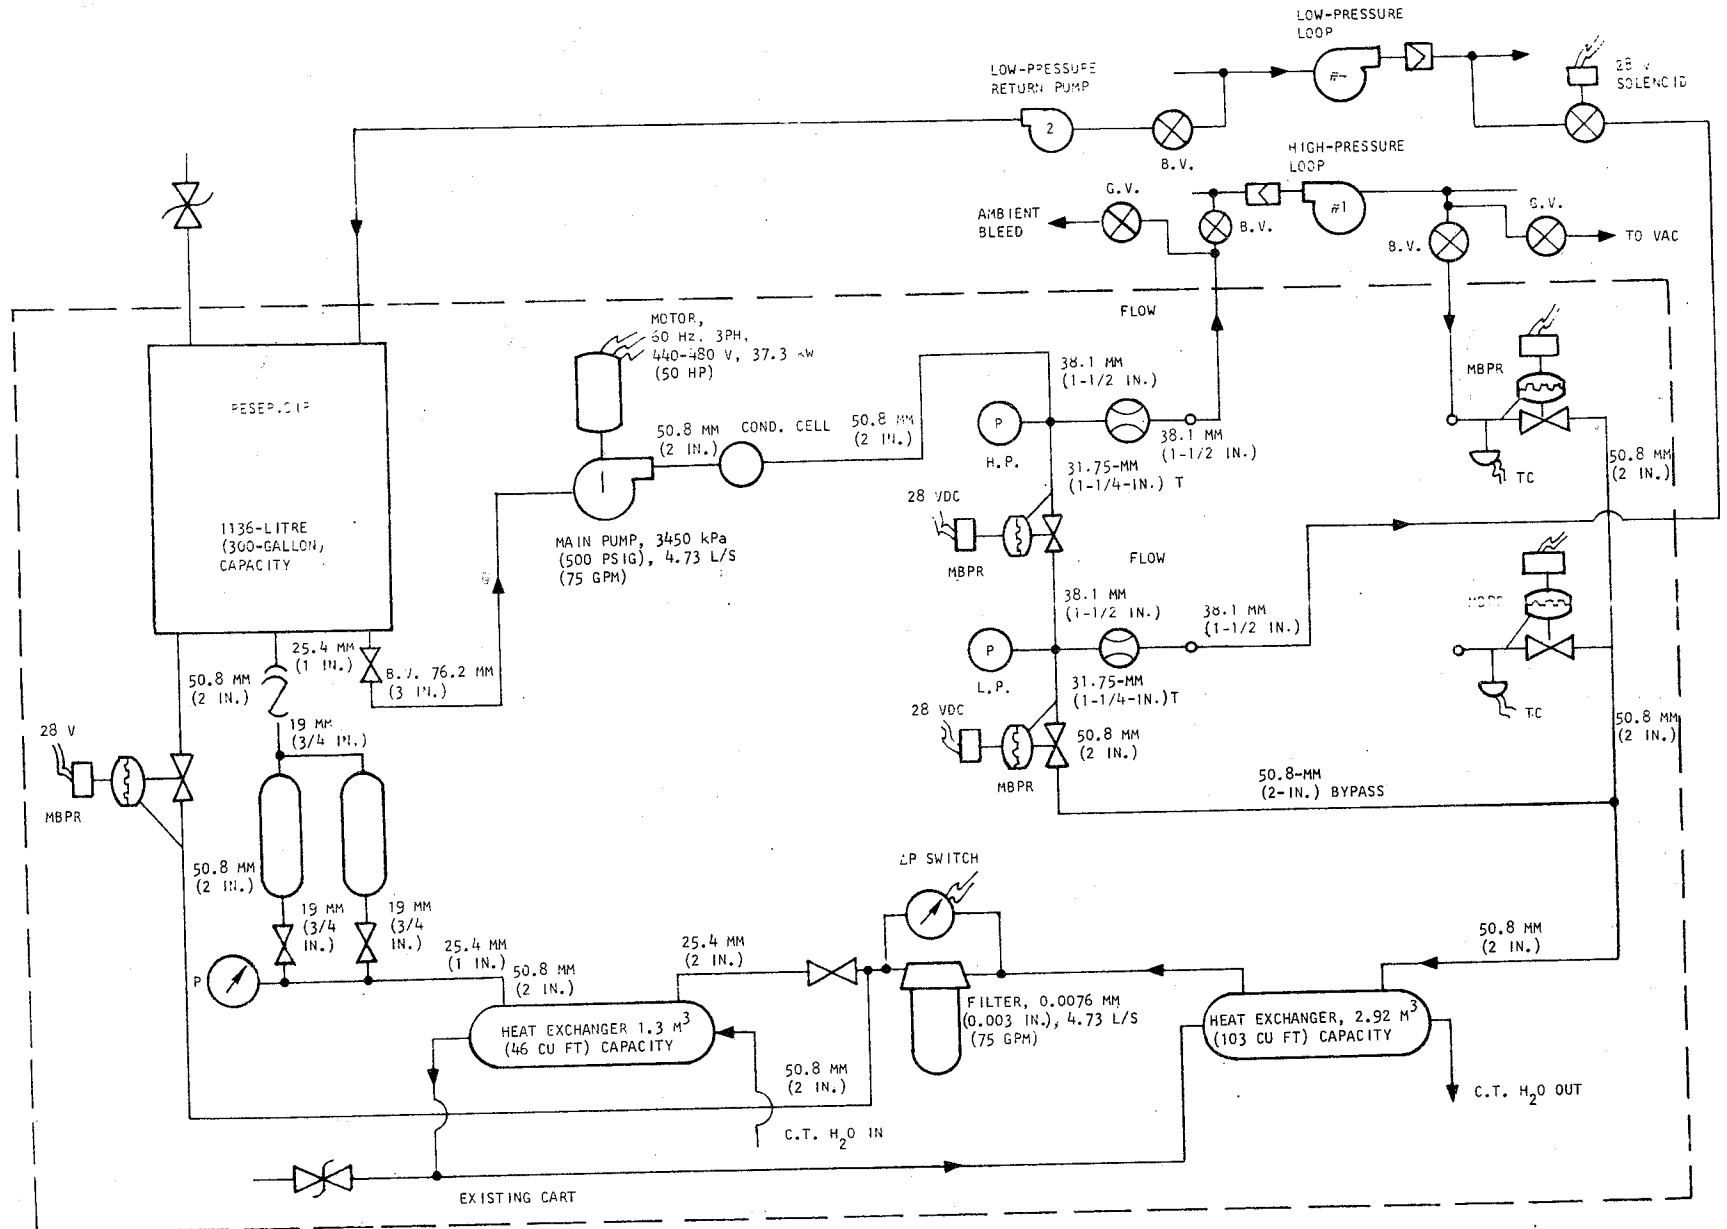 LOW-PRESSURE
LOOP
LOW-PRESSURE
RETURN PUMP
28 V
SOLENOID
2
B.V.
HIGH-PRESSURE
LOOP
G.V.
AMBIENT
BLEED
B.V.
#1
G.V.
B.V.
TO VAC
FLOW
MOTOR,
60 Hz, 3PH,
440-480 V, 37.3 kW
(50 HP)
RESERVOIR
1136-LITRE
(300-GALLON,
CAPACITY
50.8 MM
(2 IN.)
COND. CELL
50.8 MM
(2 IN.)
MAIN PUMP, 3450 kPa
(500 PSIG), 4.73 L/S
(75 GPM)
38.1 MM
(1-1/2 IN.)
P
H.P.
38.1 MM
(1-1/2 IN.)
31.75-MM
(1-1/4-IN.) T
28 VDC
MBPR
MBPR
TC
50.8 MM
(2 IN.)
FLOW
38.1 MM
(1-1/2 IN.)
38.1 MM
(1-1/2 IN.)
P
L.P.
31.75-MM
(1-1/4-IN.)T
28 VDC
MBPR
50.8 MM
(2 IN.)
MBPR
TC
50.8 MM
(2 IN.)
50.8-MM
(2-IN.) BYPASS
50.8 MM
(2 IN.)
25.4 MM
(1 IN.)
B.V. 76.2 MM
(3 IN.)
19 MM
(3/4 IN.)
28 V
MBPR
50.8 MM
(2 IN.)
19 MM
(3/4
IN.)
19 MM
(3/4
IN.)
P
25.4 MM
(1 IN.)
50.8 MM
(2 IN.)
25.4 MM
(2 IN.)
ΔP SWITCH
50.8 MM
(2 IN.)
HEAT EXCHANGER 1.3 M³
(46 CU FT) CAPACITY
FILTER, 0.0076 MM
(0.003 IN.), 4.73 L/S
(75 GPM)
HEAT EXCHANGER, 2.92 M³
(103 CU FT) CAPACITY
50.8 MM
(2 IN.)
C.T. H₂O IN
C.T. H₂O OUT
EXISTING CART